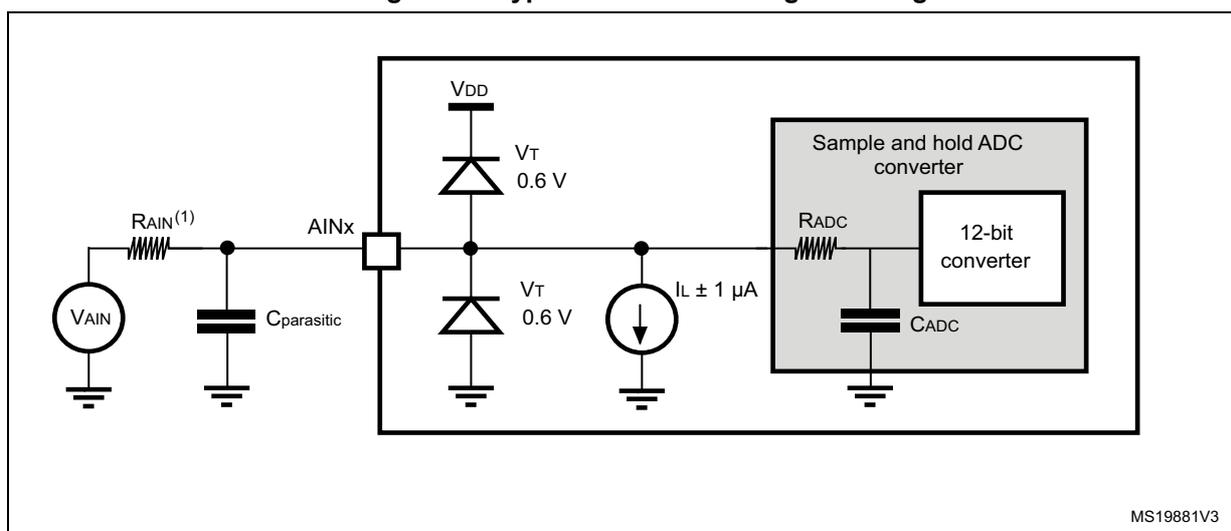 VDD
VT
0.6 V
Sample and hold ADC
converter
RAIN(1)
AINx
RADC
12-bit
converter
VAIN
Cparasitic
VT
0.6 V
IL ± 1 µA
CADC
MS19881V3